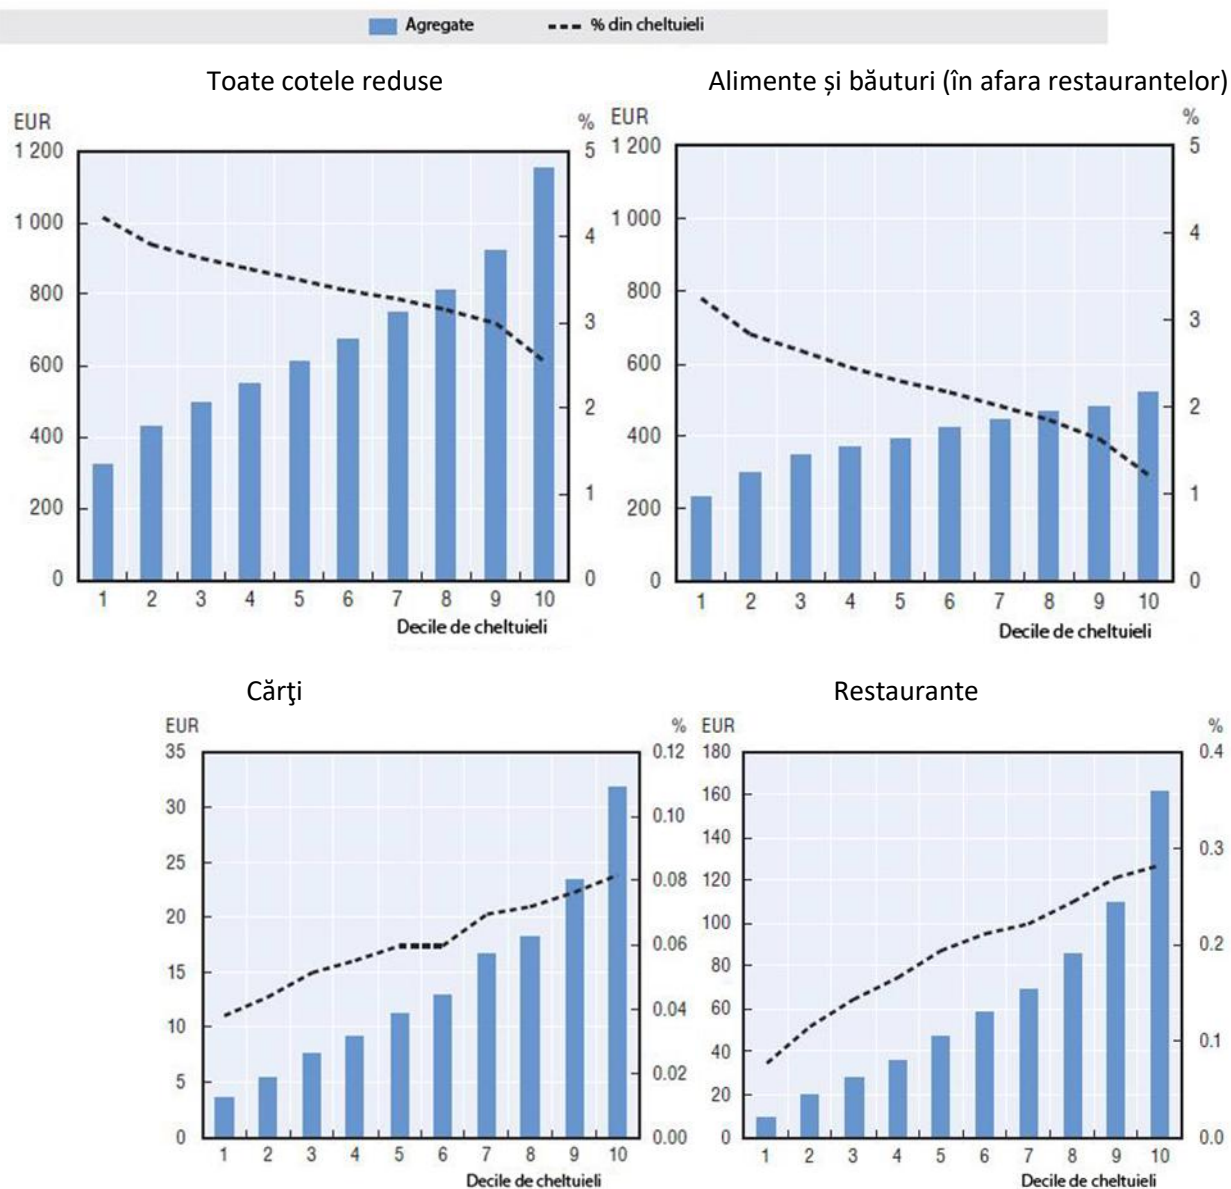 Agregate % din cheltuieli
Toate cotele reduse
EUR %
1 200 5
1 000
4
800
3
600
2
400
1
200
0 0
1 2 3 4 5 6 7 8 9 10
Decile de cheltuieli
Alimente și băuturi (în afara restaurantelor)
EUR %
1 200 5
1 000
4
800
3
600
2
400
1
200
0 0
1 2 3 4 5 6 7 8 9 10
Decile de cheltuieli
Cărţi
EUR %
35 0.12
30
0.10
25
0.08
20
0.06
15
0.04
10
0.02
5
0 0.00
1 2 3 4 5 6 7 8 9 10
Decile de cheltuieli
Restaurante
EUR %
180 0.4
160
140
0.3
120
100
0.2
80
60
0.1
40
20
0 0.0
1 2 3 4 5 6 7 8 9 10
Decile de cheltuieli